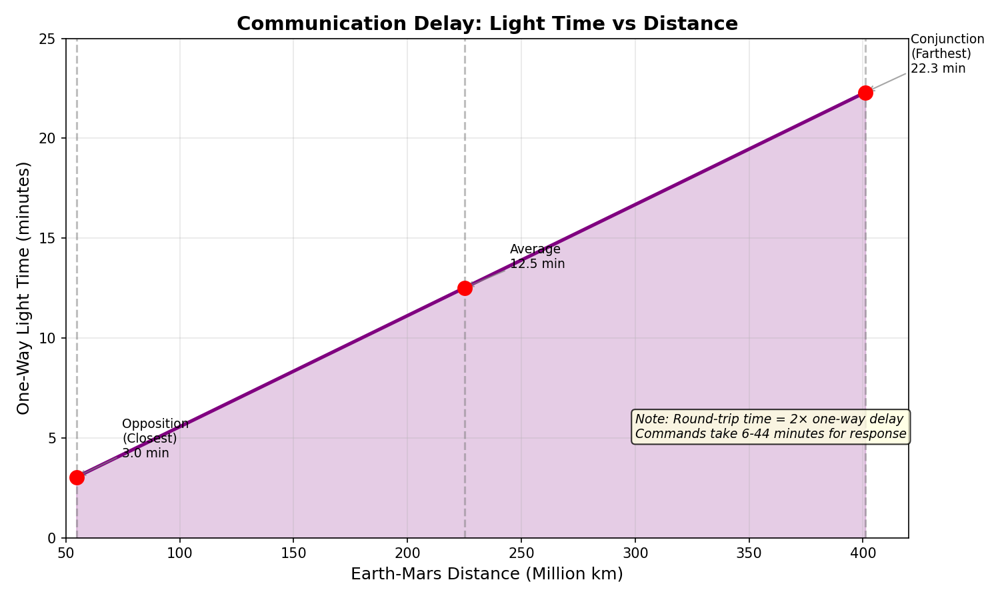 Communication Delay: Light Time vs Distance
Conjunction
(Farthest)
22.3 min
25
20
15
10
5
0
One-Way Light Time (minutes)
Average
12.5 min
Opposition
(Closest)
3.0 min
Note: Round-trip time = 2× one-way delay
Commands take 6-44 minutes for response
50 100 150 200 250 300 350 400
Earth-Mars Distance (Million km)